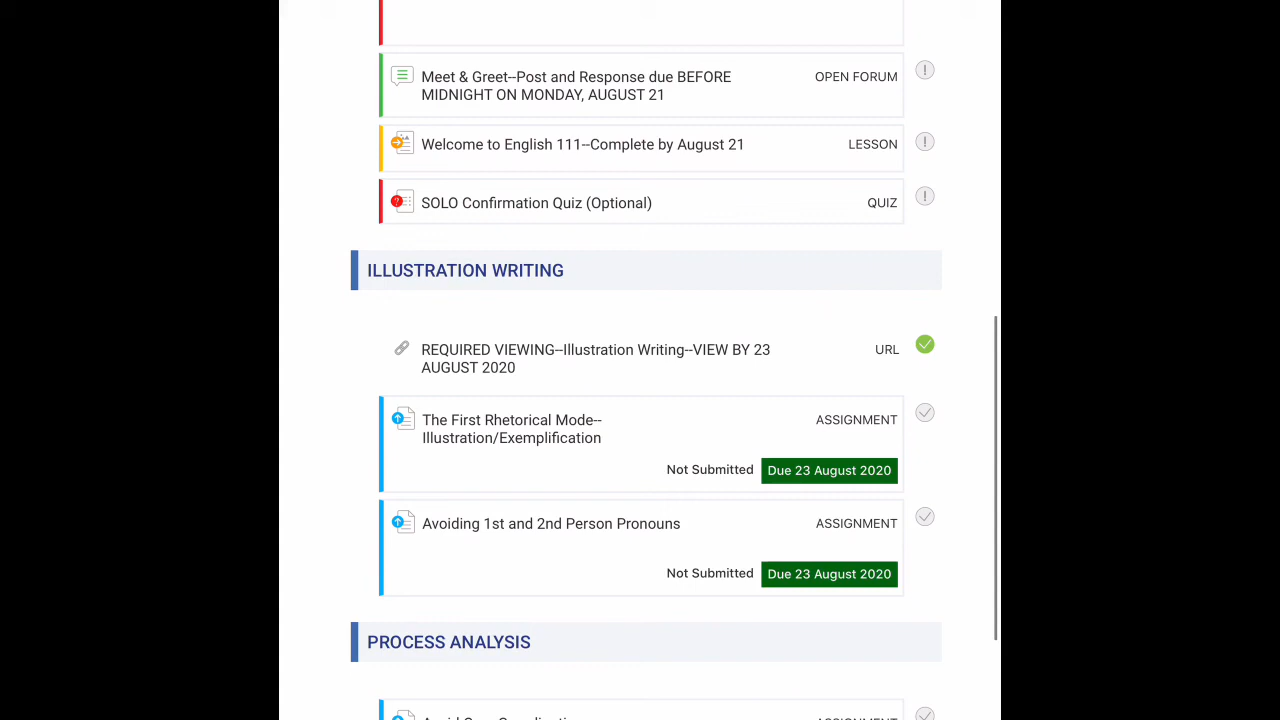 Meet & Greet--Post and Response due BEFORE
MIDNIGHT ON MONDAY, AUGUST 21
OPEN FORUM
Welcome to English 111--Complete by August 21
LESSON
SOLO Confirmation Quiz (Optional)
QUIZ
ILLUSTRATION WRITING
REQUIRED VIEWING--Illustration Writing--VIEW BY 23
AUGUST 2020
URL
The First Rhetorical Mode--
Illustration/Exemplification
ASSIGNMENT
Not Submitted
Due 23 August 2020
Avoiding 1st and 2nd Person Pronouns
ASSIGNMENT
Not Submitted
Due 23 August 2020
PROCESS ANALYSIS
ASSIGNMENT